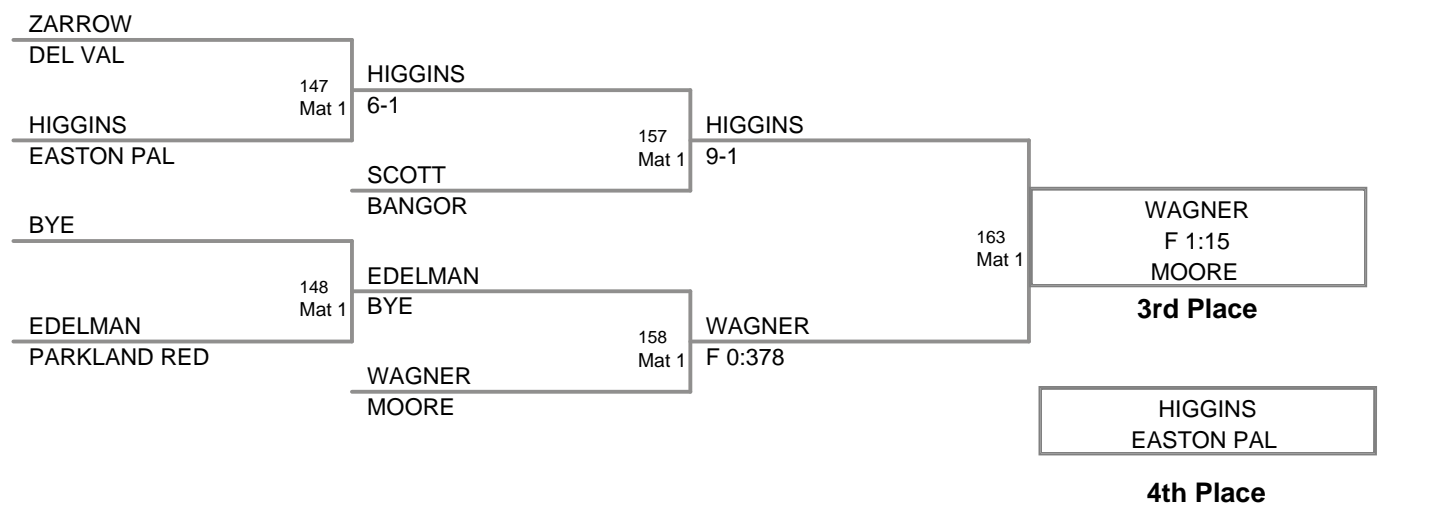 ZARROW
DEL VAL
147
Mat 1
HIGGINS
6-1
HIGGINS
EASTON PAL
157
Mat 1
HIGGINS
9-1
SCOTT
BANGOR
BYE
163
Mat 1
WAGNER
F 1:15
MOORE
3rd Place
148
Mat 1
EDELMAN
BYE
EDELMAN
PARKLAND RED
158
Mat 1
WAGNER
F 0:378
WAGNER
MOORE
HIGGINS
EASTON PAL
4th Place